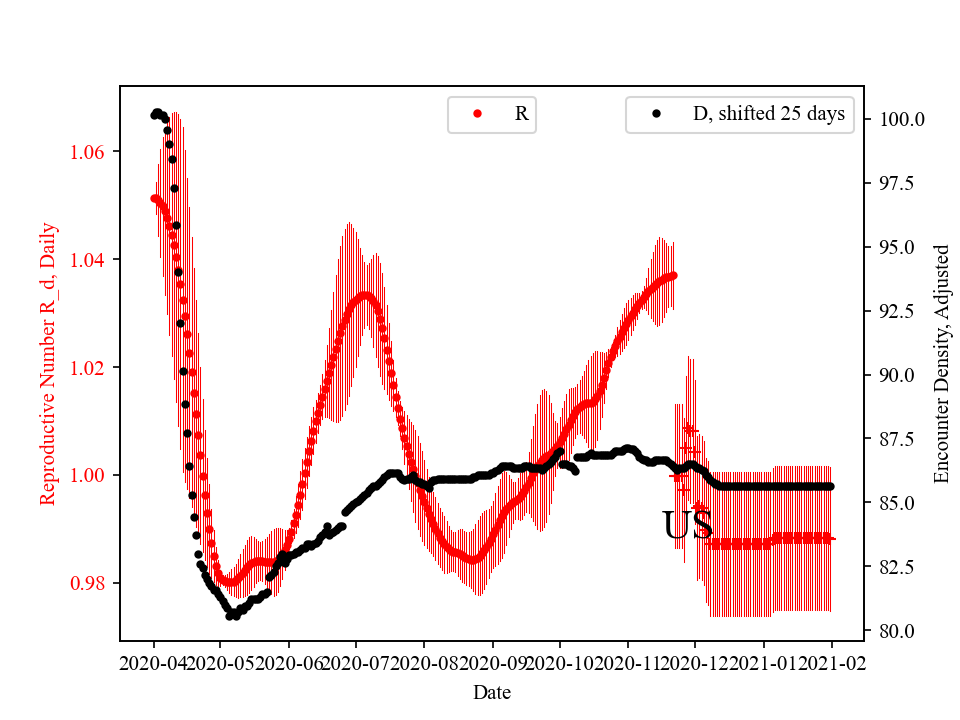 R
D, shifted 25 days
1.06
1.04
1.02
1.00
0.98
Reproductive Number R_d, Daily
100.0
97.5
95.0
92.5
90.0
87.5
85.0
82.5
80.0
Encounter Density, Adjusted
US
2020-04 2020-05 2020-06 2020-07 2020-08 2020-09 2020-10 2020-11 2020-12 2021-01 2021-02
Date